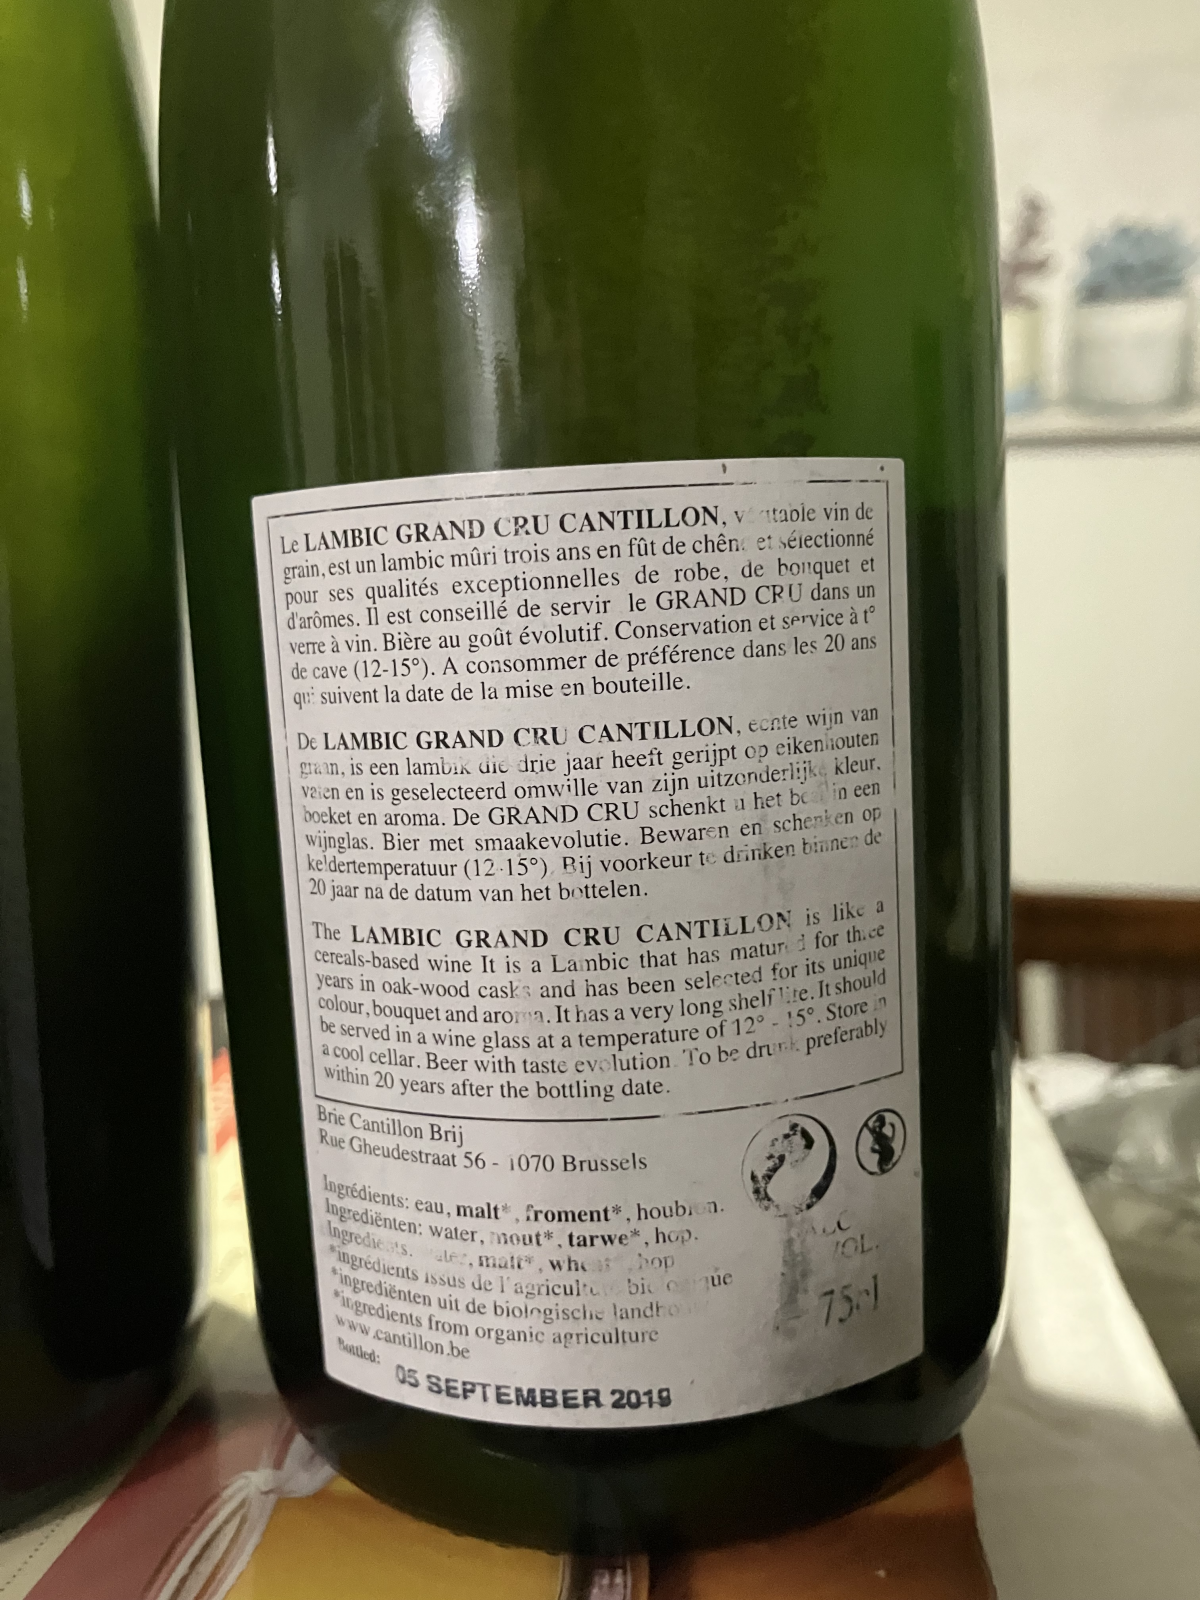 Le LAMBIC GRAND CRU CANTILLON, vin de
grain, est un lambic mûri trois ans en fût de et sélectionné
pour ses qualités exceptionnelles de robe, de bouquet et
d'arômes. Il est conseillé de servir le GRAND CRU dans un
verre à vin. Bière au goût évolutif. Conservation et service à t°
de cave (12-15°). A consommer de préférence dans les 20 ans
qui suivent la date de la mise en bouteille.
De LAMBIC GRAND CRU CANTILLON, echte wijn van
graan, is een lambik die drie jaar heeft gerijpt op eikenhouten
vaten en is geselecteerd omwille van zijn uitzonderlijke kleur,
boeket en aroma. De GRAND CRU schenkt u het in een
wijnglas. Bier met smaakevolutie. Bewaren en schenken op
keldertemperatuur (12-15°). Bij voorkeur te drinken binnen de
20 jaar na de datum van het bottelen.
The LAMBIC GRAND CRU CANTILLON is like a
cereals-based wine It is a Lambic that has matured for three
years in oak-wood casks and has been selected for its unique
colour, bouquet and aroma. It has a very long shelf life. It should
be served in a wine glass at a temperature of 12° - 15°. Store in
a cool cellar. Beer with taste evolution. To be drunk preferably
within 20 years after the bottling date.
Brie Cantillon Brij
Rue Gheudestraat 56 - 1070 Brussels
Ingrédients: eau, malt*, froment*, houblon.
Ingrediënten: water, mout*, tarwe*, hop.
malt*, hop
*ingrédients issus de l'agriculture biologique
*ingrediënten uit de biologische
*ingredients from organic agriculture
www.cantillon.be
Bottled:
05 SEPTEMBER 2019
ALC
VOL.
75cl